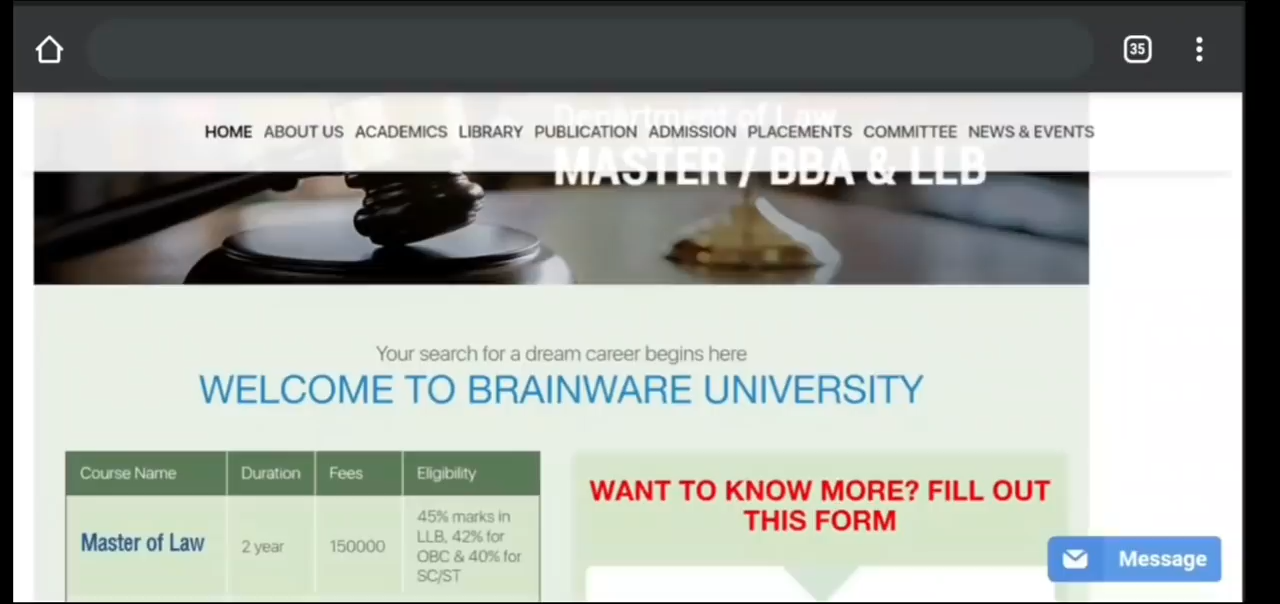 35
Department of Law
HOME ABOUT US ACADEMICS LIBRARY PUBLICATION ADMISSION PLACEMENTS COMMITTEE NEWS & EVENTS
MASTER / BBA & LLB
Your search for a dream career begins here
WELCOME TO BRAINWARE UNIVERSITY
Course Name Duration Fees Eligibility
Master of Law 2 year 150000 45% marks in
LLB, 42% for
OBC & 40% for
SC/ST
WANT TO KNOW MORE? FILL OUT
THIS FORM
Message